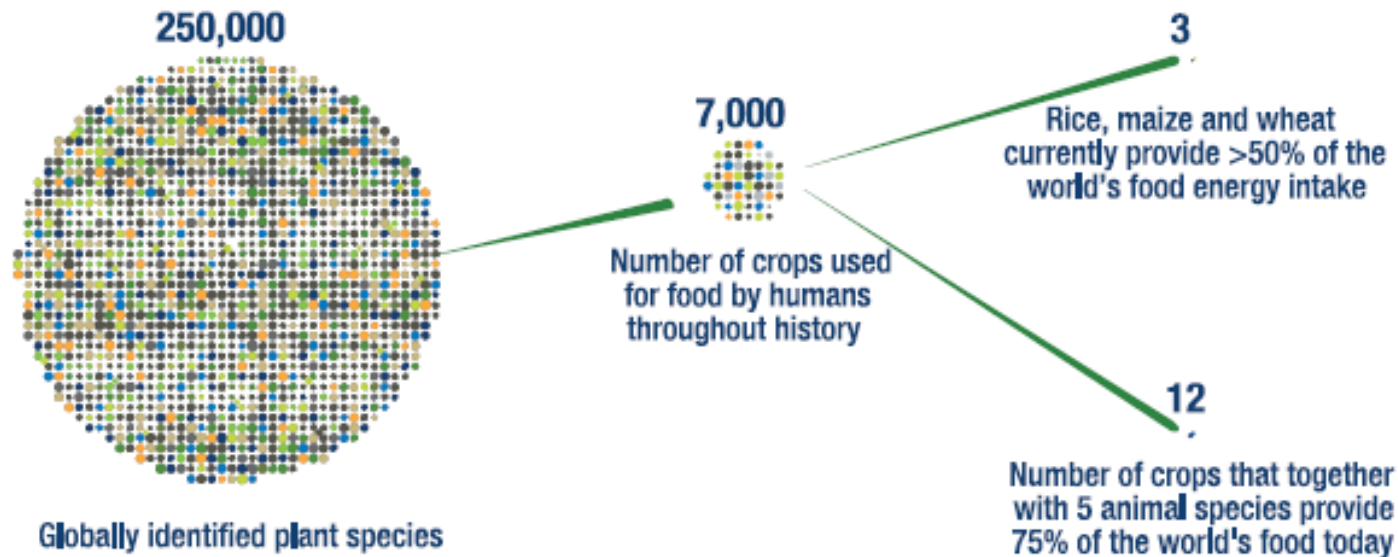 250,000
Globally identified plant species
7,000
Number of crops used
for food by humans
throughout history
3
Rice, maize and wheat
currently provide >50% of the
world's food energy intake
12
Number of crops that together
with 5 animal species provide
75% of the world's food today